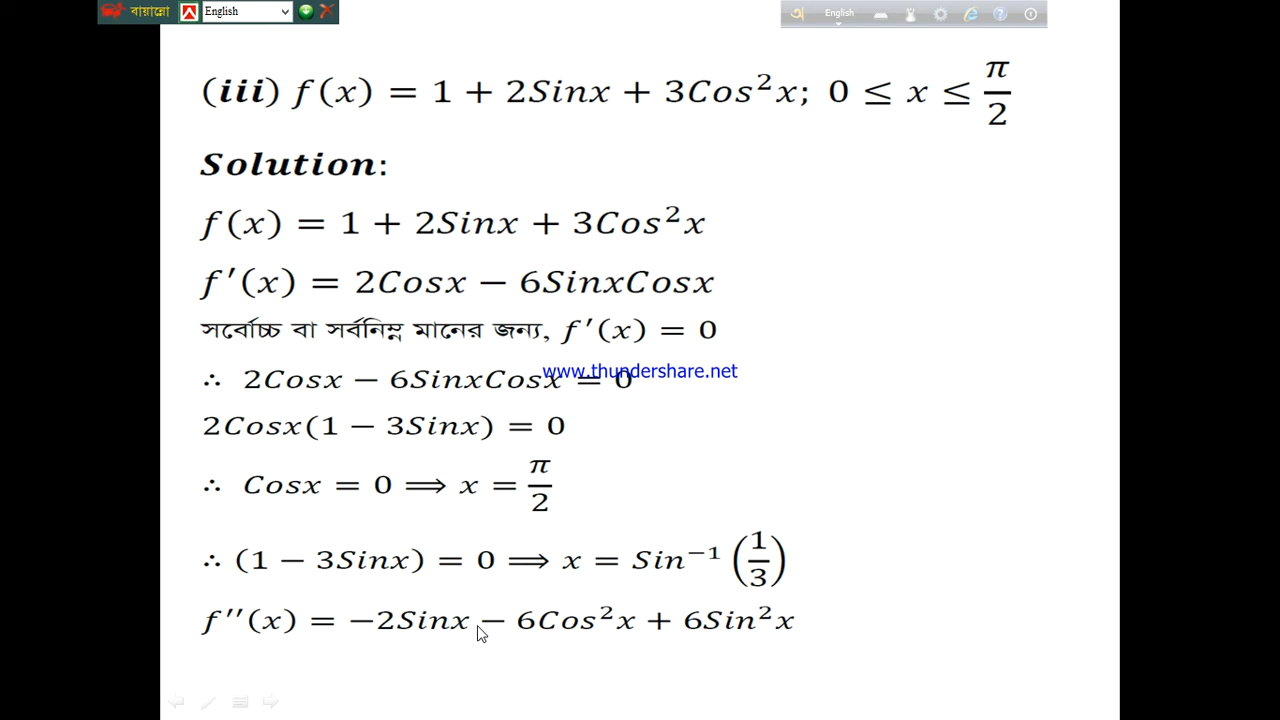 বায়ান্নো English
অ English
(iii) f(x) = 1 + 2Sinx + 3Cos²x; 0 ≤ x ≤ π/2
Solution:
f(x) = 1 + 2Sinx + 3Cos²x
f′(x) = 2Cosx − 6SinxCosx
সর্বোচ্চ বা সর্বনিম্ন মানের জন্য, f′(x) = 0
www.thundershare.net
∴ 2Cosx − 6SinxCosx = 0
2Cosx(1 − 3Sinx) = 0
∴ Cosx = 0 ⟹ x = π/2
∴ (1 − 3Sinx) = 0 ⟹ x = Sin⁻¹(1/3)
f′′(x) = −2Sinx − 6Cos²x + 6Sin²x